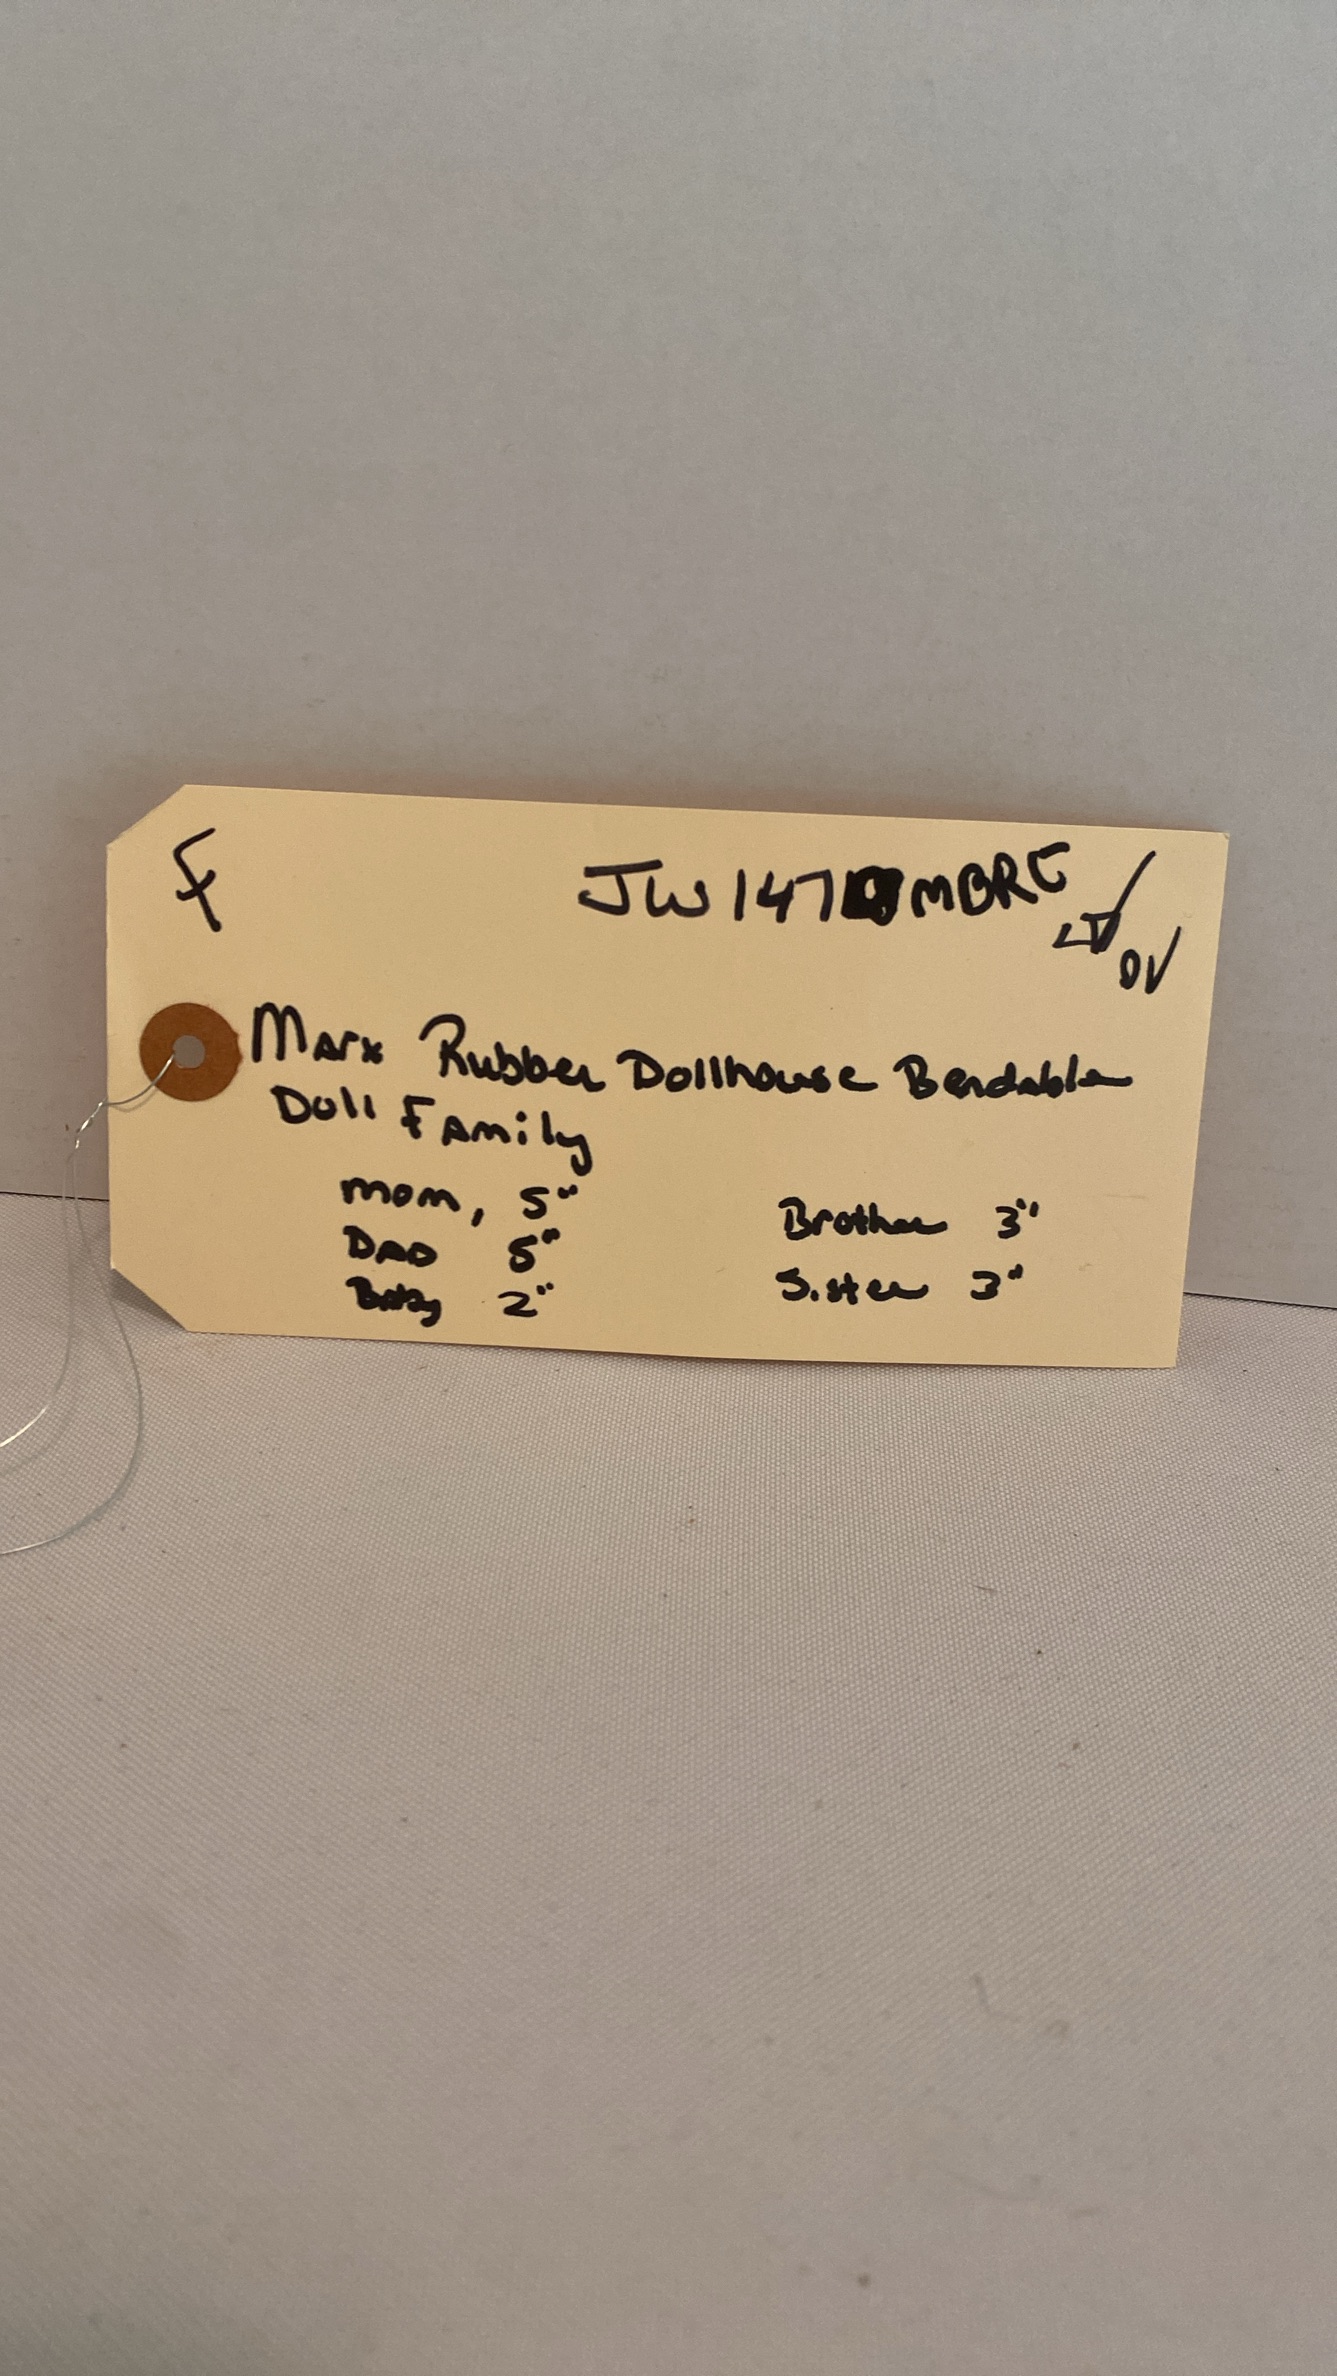 F
JW147 MBRE
DV
Marx Rubber Dollhouse Bendable
Doll Family
mom, 5"
DAD 5"
Baby 2"
Brother 3"
Sister 3"